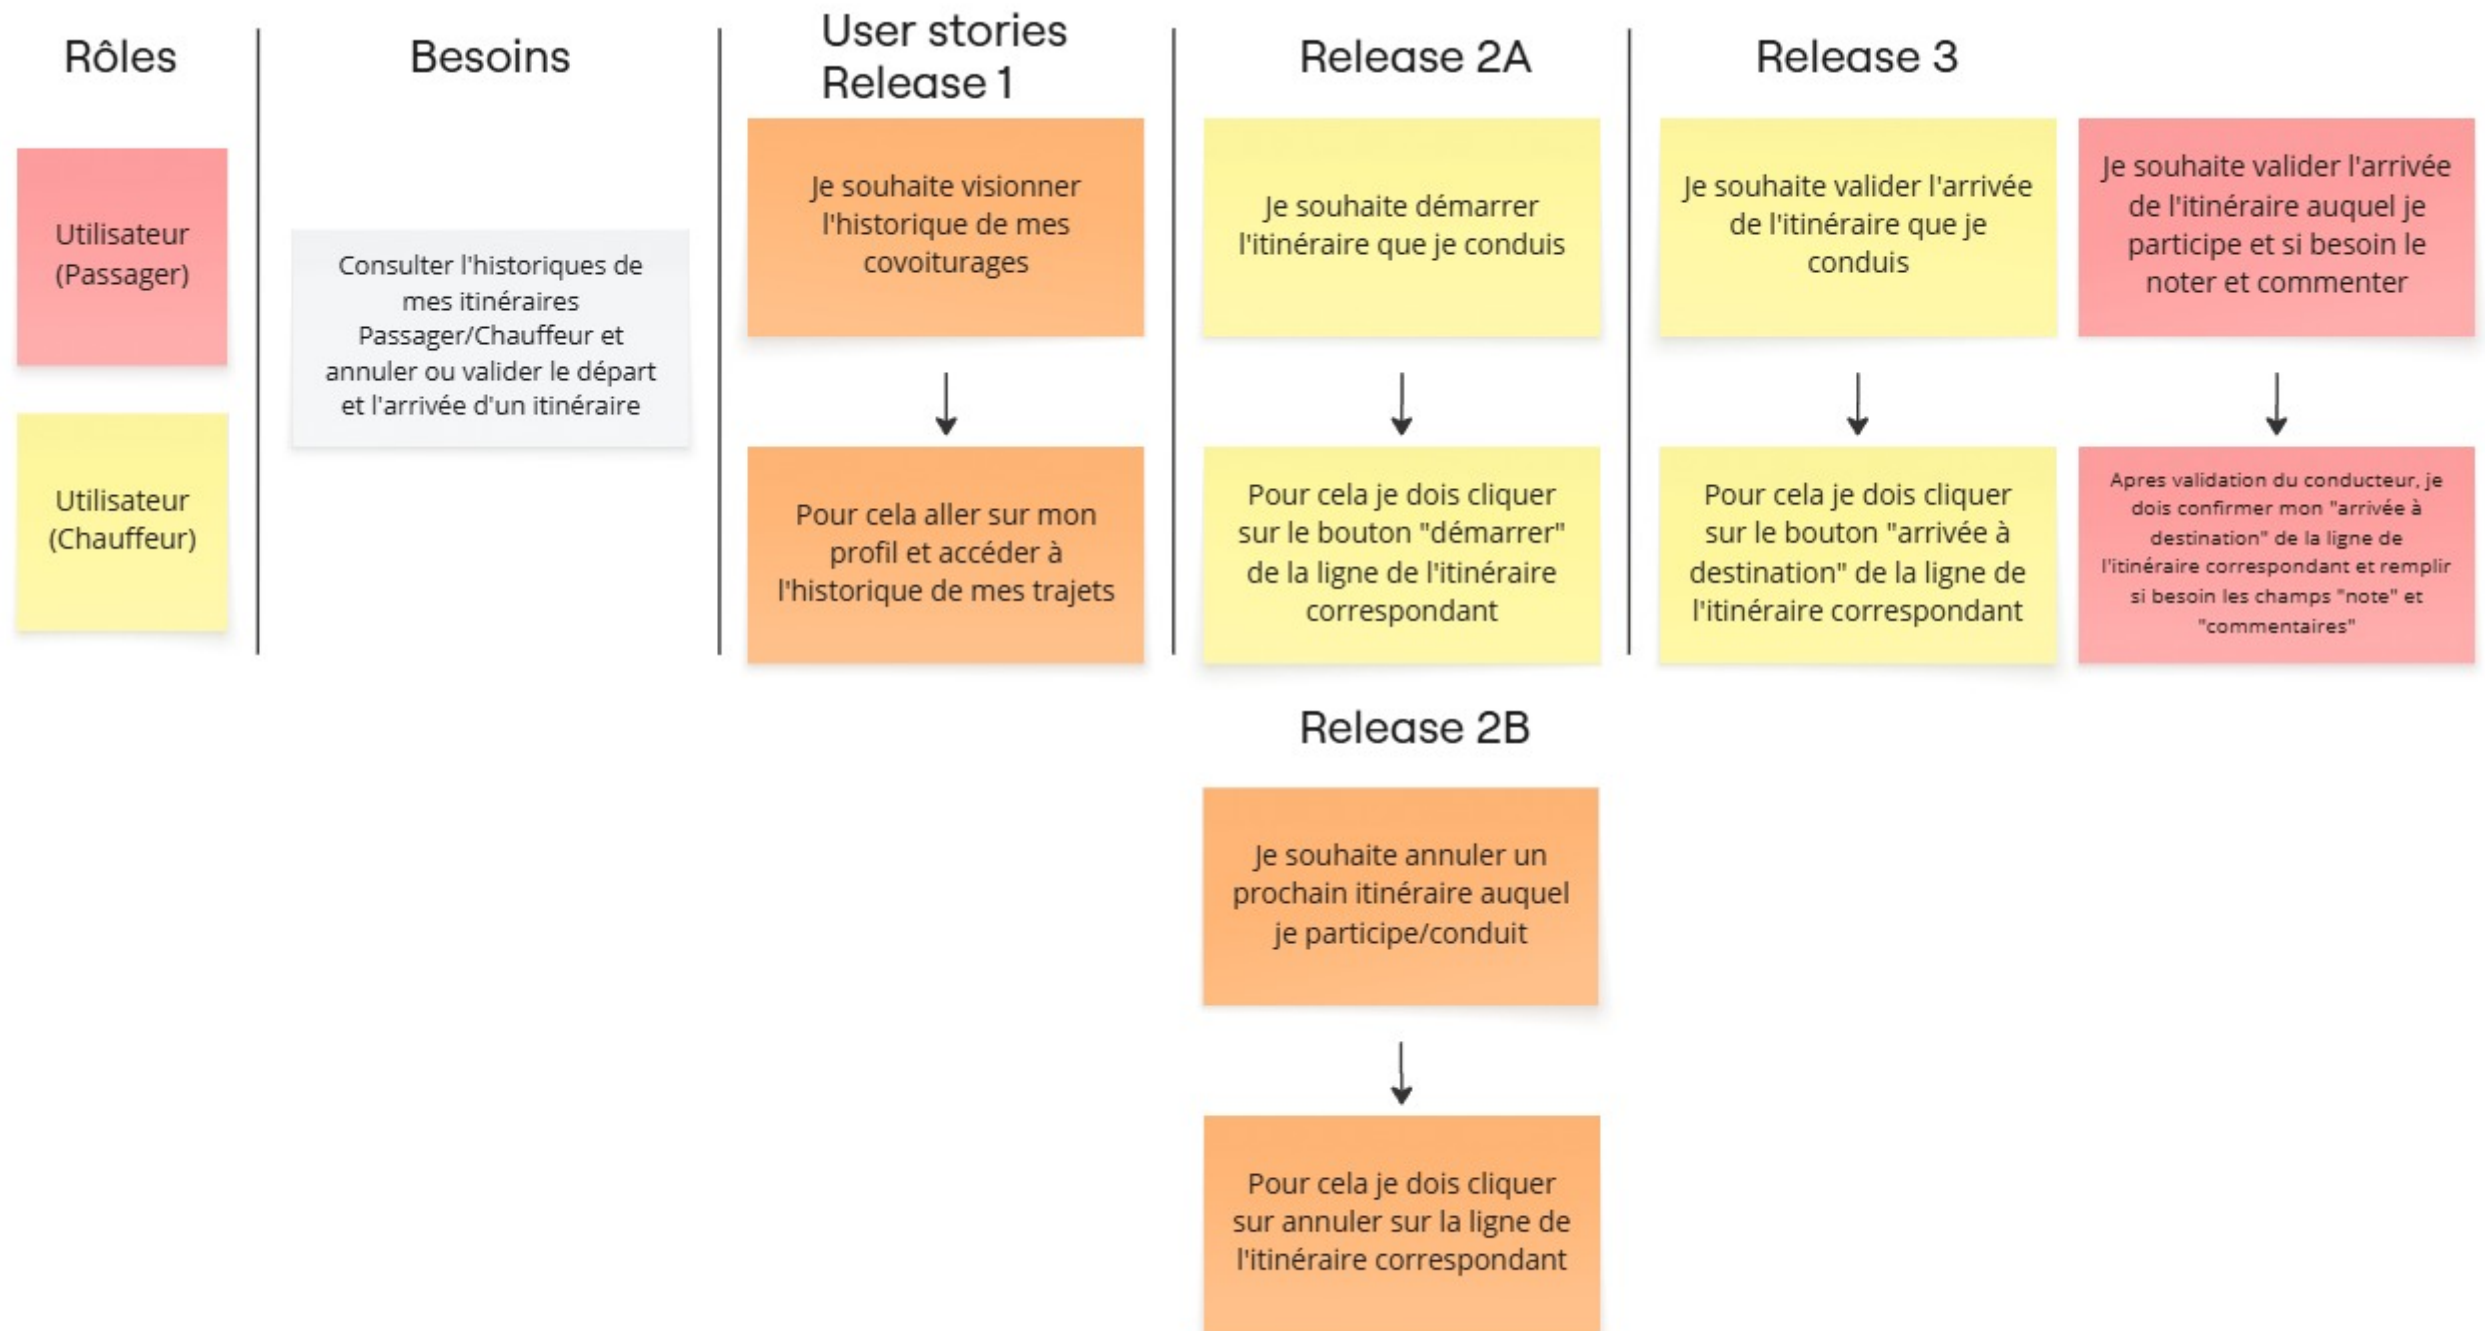 Rôles
Utilisateur
(Passager)
Utilisateur
(Chauffeur)
Besoins
Consulter l'historiques de
mes itinéraires
Passager/Chauffeur et
annuler ou valider le départ
et l'arrivée d'un itinéraire
User stories
Release 1
Je souhaite visionner
l'historique de mes
covoiturages
Pour cela aller sur mon
profil et accéder à
l'historique de mes trajets
Release 2A
Je souhaite démarrer
l'itinéraire que je conduis
Pour cela je dois cliquer
sur le bouton "démarrer"
de la ligne de l'itinéraire
correspondant
Release 2B
Je souhaite annuler un
prochain itinéraire auquel
je participe/conduit
Pour cela je dois cliquer
sur annuler sur la ligne de
l'itinéraire correspondant
Release 3
Je souhaite valider l'arrivée
de l'itinéraire que je
conduis
Pour cela je dois cliquer
sur le bouton "arrivée à
destination" de la ligne de
l'itinéraire correspondant
Je souhaite valider l'arrivée
de l'itinéraire auquel je
participe et si besoin le
noter et commenter
Apres validation du conducteur, je
dois confirmer mon "arrivée à
destination" de la ligne de
l'itinéraire correspondant et remplir
si besoin les champs "note" et
"commentaires"